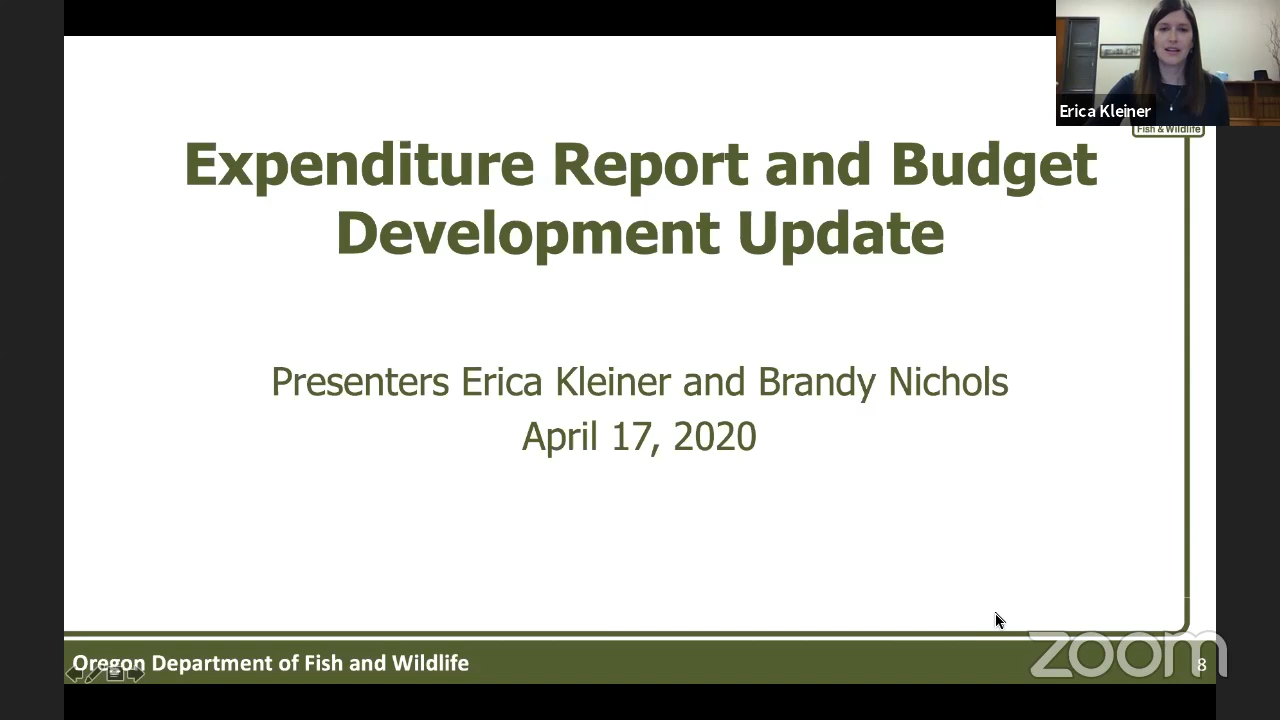 Erica Kleiner
Fish & Wildlife
Expenditure Report and Budget
Development Update
Presenters Erica Kleiner and Brandy Nichols
April 17, 2020
Oregon Department of Fish and Wildlife
zoom
8